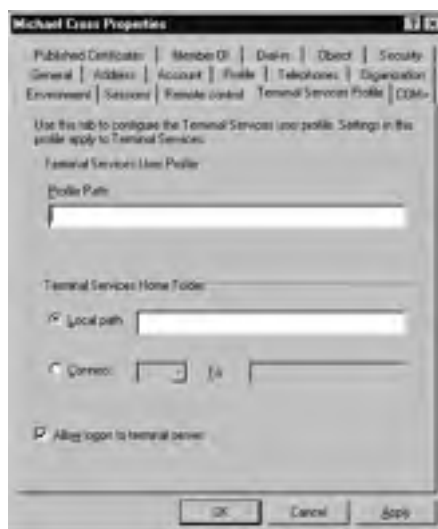 Michael Cross Properties
Published Certificates Member Of Dial-in Object Security
General Address Account Profile Telephones Organization
Environment Sessions Remote control Terminal Services Profile COM+
Use this tab to configure the Terminal Services user profile. Settings in this
profile apply to Terminal Services.
Terminal Services User Profile
Profile Path:
Terminal Services Home Folder
Local path
Connect: To
Allow logon to terminal server
OK Cancel Apply